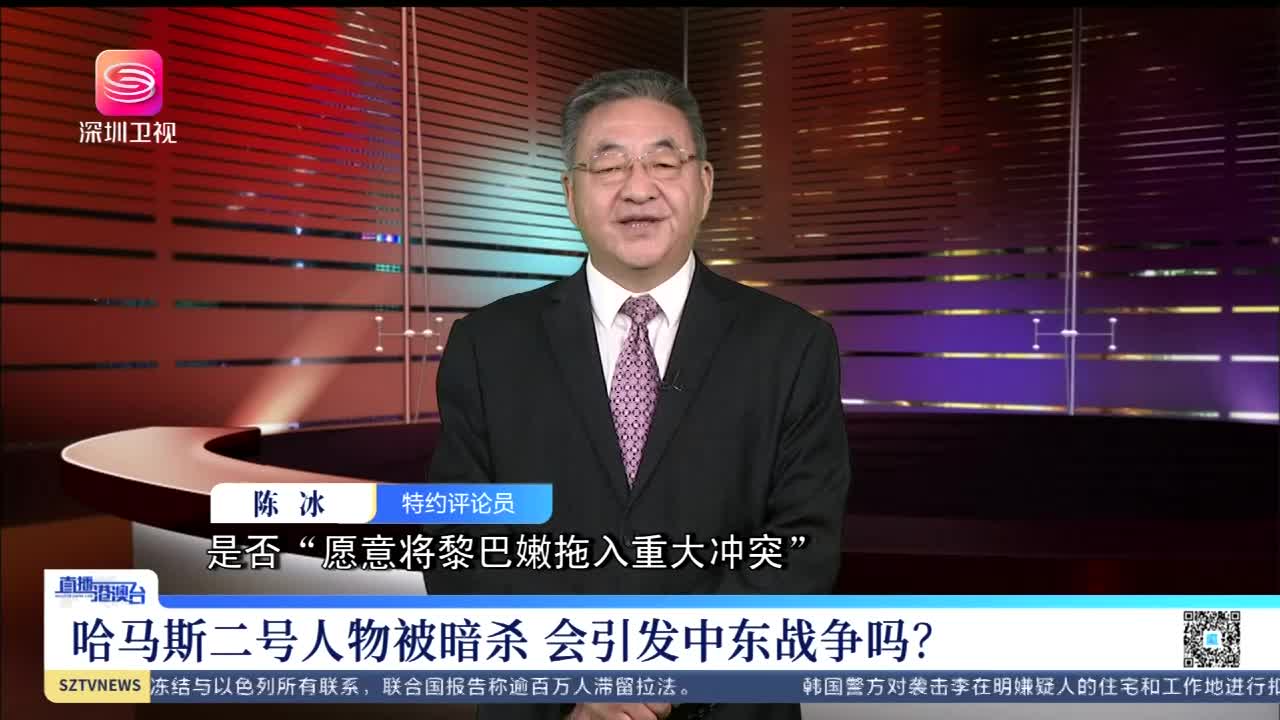 深圳卫视
陈冰
特约评论员
是否“愿意将黎巴嫩拖入重大冲突”
直播港澳台
哈马斯二号人物被暗杀 会引发中东战争吗?
SZTVNEWS
冻结与以色列所有联系，联合国报告称逾百万人滞留拉法。 韩国警方对袭击李在明嫌疑人的住宅和工作地进行